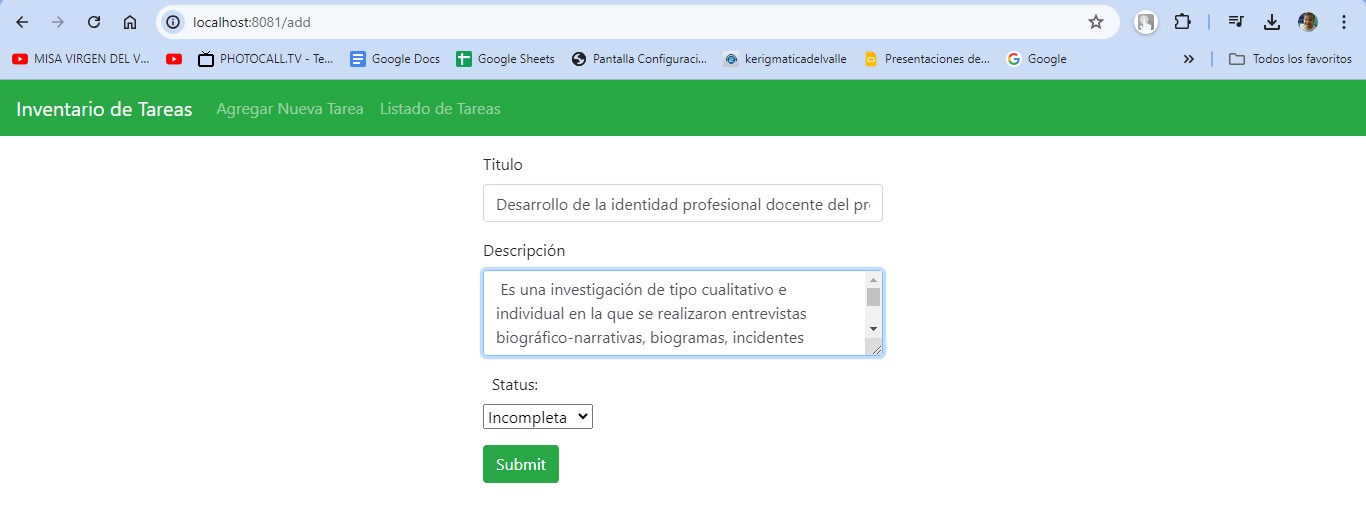 localhost:8081/add
MISA VIRGEN DEL V... PHOTOCALL.TV - Te... Google Docs Google Sheets Pantalla Configuraci... kerigmaticadelvalle Presentaciones de... Google » Todos los favoritos
Inventario de Tareas Agregar Nueva Tarea Listado de Tareas
Titulo
Desarrollo de la identidad profesional docente del pr
Descripción
Es una investigación de tipo cualitativo e
individual en la que se realizaron entrevistas
biográfico-narrativas, biogramas, incidentes
Status:
Incompleta
Submit